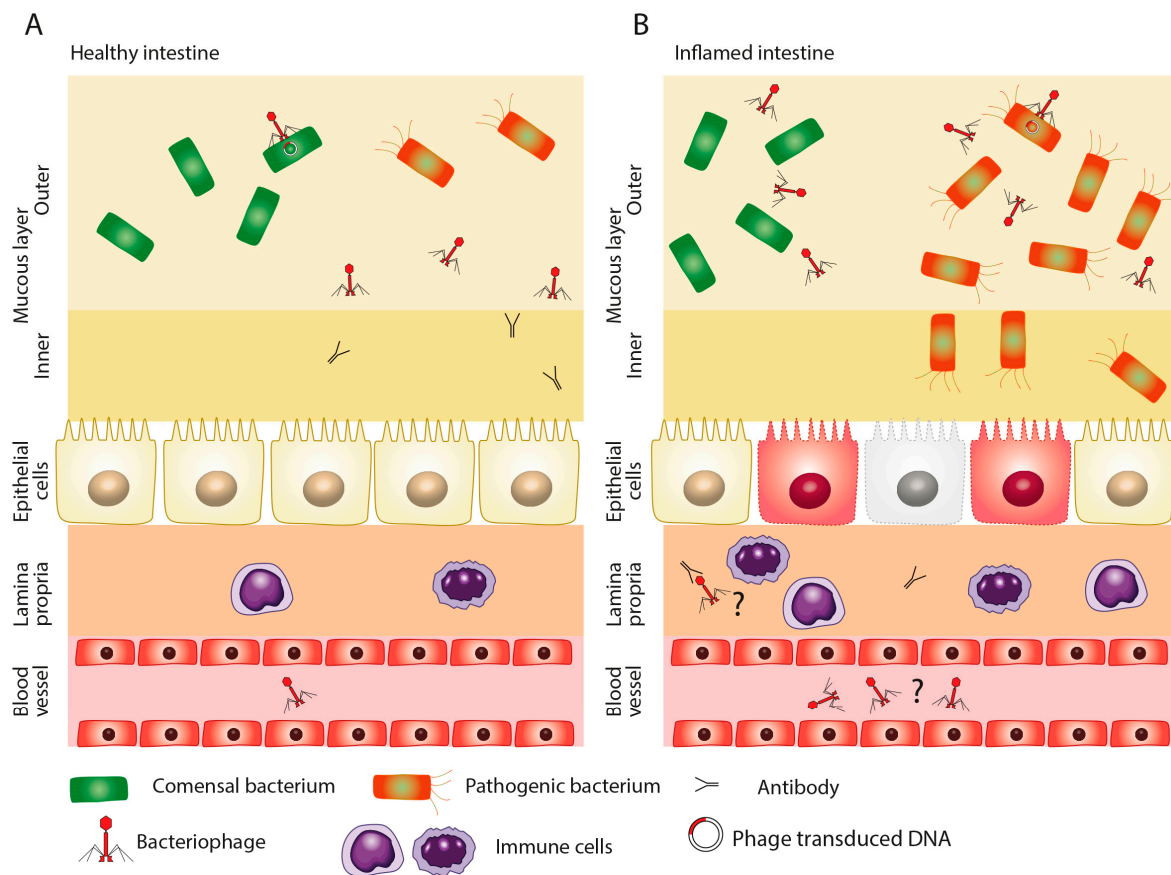 A
Healthy intestine
B
Inflamed intestine
Mucous layer
Outer
Inner
Epithelial
cells
Lamina
propria
Blood
vessel
Mucous layer
Outer
Inner
Epithelial
cells
Lamina
propria
?
Blood
vessel
?
Comensal bacterium
Pathogenic bacterium
Antibody
Bacteriophage
Immune cells
Phage transduced DNA